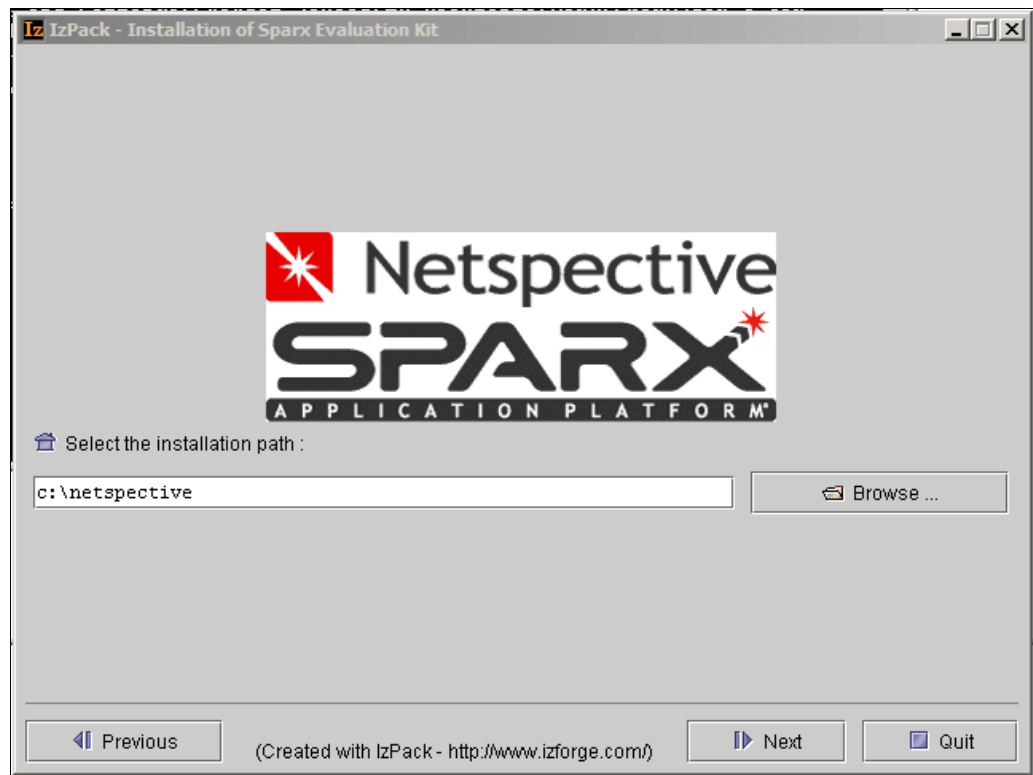 Iz IzPack - Installation of Sparx Evaluation Kit
Netspective
SPARX
APPLICATION PLATFORM
Select the installation path :
c:\netspective
Browse ...
Previous
(Created with IzPack - http://www.izforge.com/)
Next
Quit